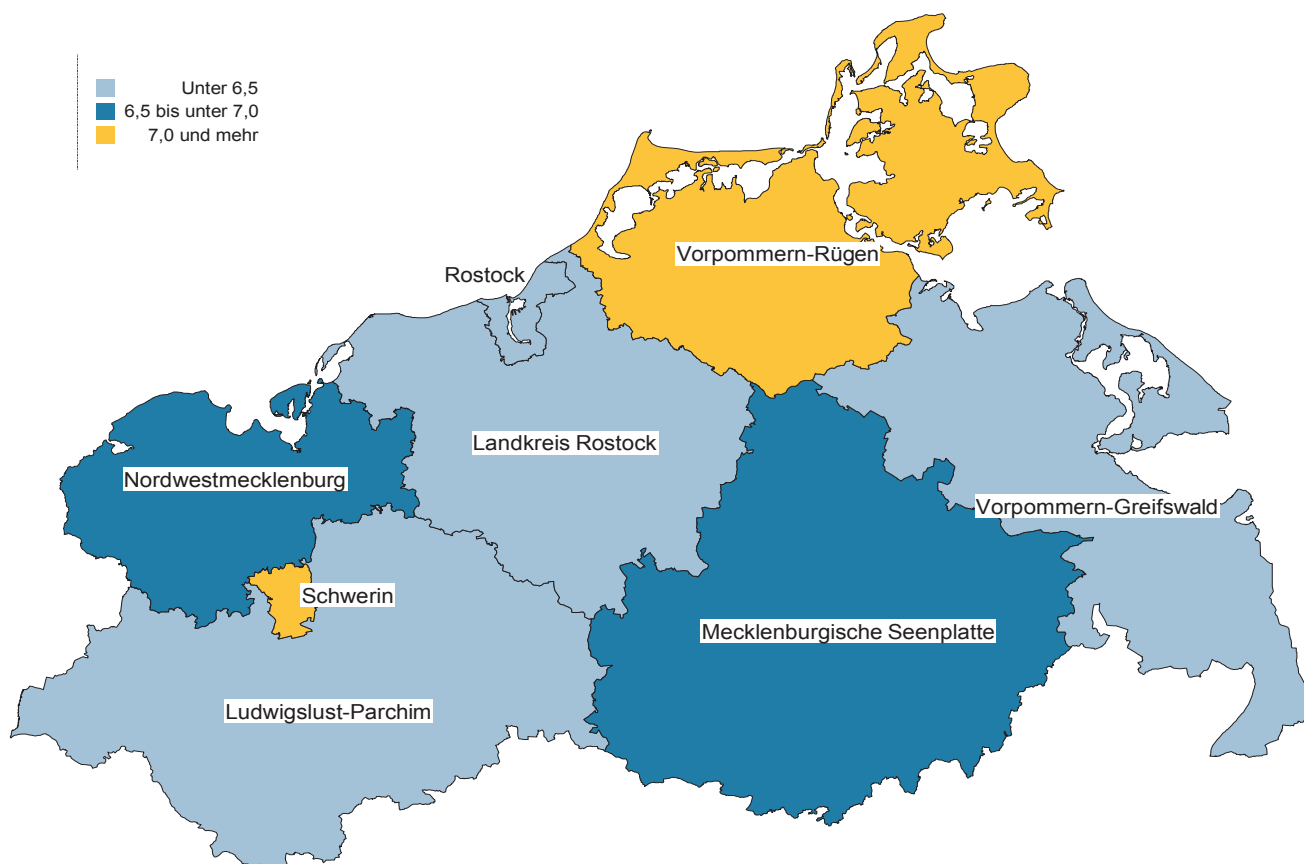 Unter 6,5
6,5 bis unter 7,0
7,0 und mehr
Vorpommern-Rügen
Rostock
Landkreis Rostock
Nordwestmecklenburg
Vorpommern-Greifswald
Schwerin
Mecklenburgische Seenplatte
Ludwigslust-Parchim